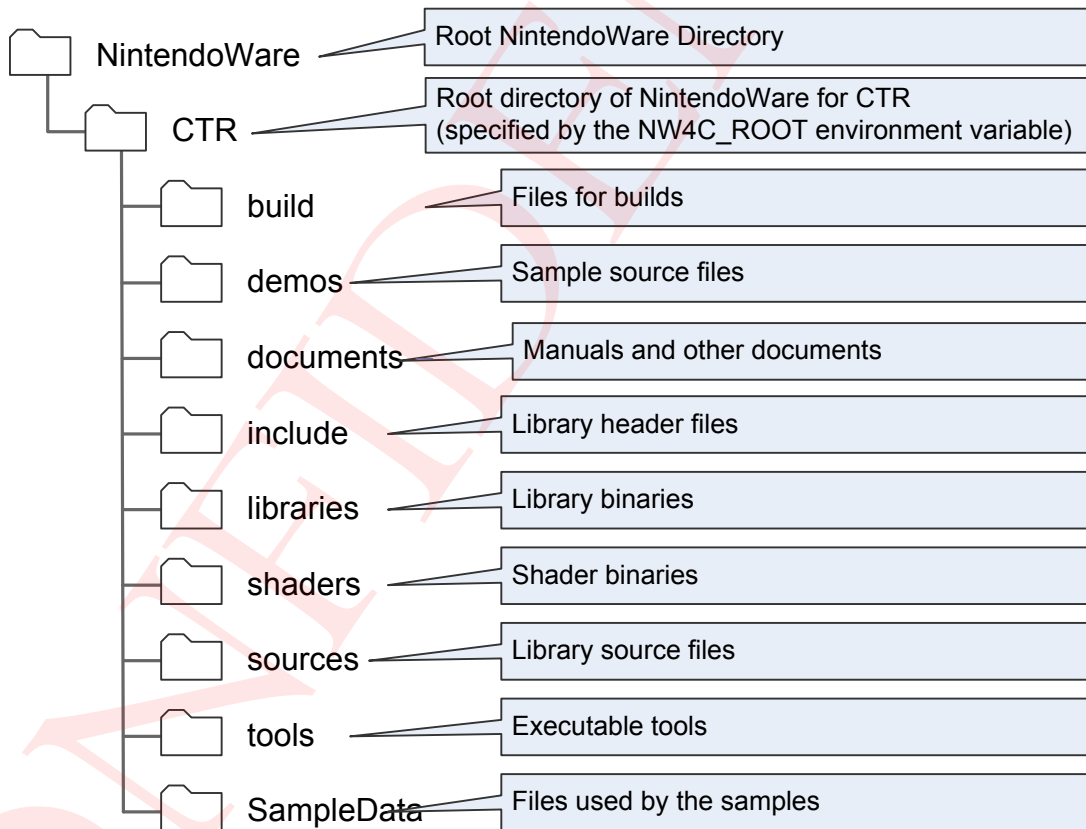 NintendoWare
Root NintendoWare Directory
CTR
Root directory of NintendoWare for CTR
(specified by the NW4C_ROOT environment variable)
build
Files for builds
demos
Sample source files
documents
Manuals and other documents
include
Library header files
libraries
Library binaries
shaders
Shader binaries
sources
Library source files
tools
Executable tools
SampleData
Files used by the samples